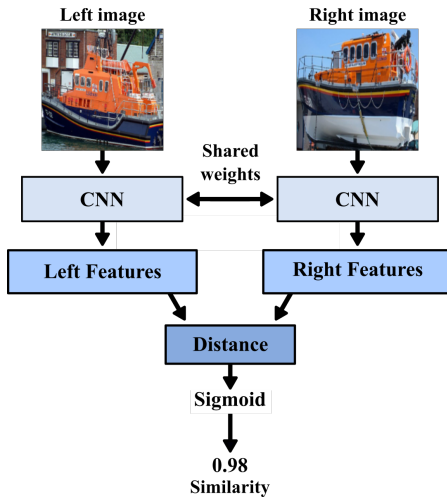 Left image
Right image
Shared
weights
CNN
CNN
Left Features
Right Features
Distance
Sigmoid
0.98
Similarity